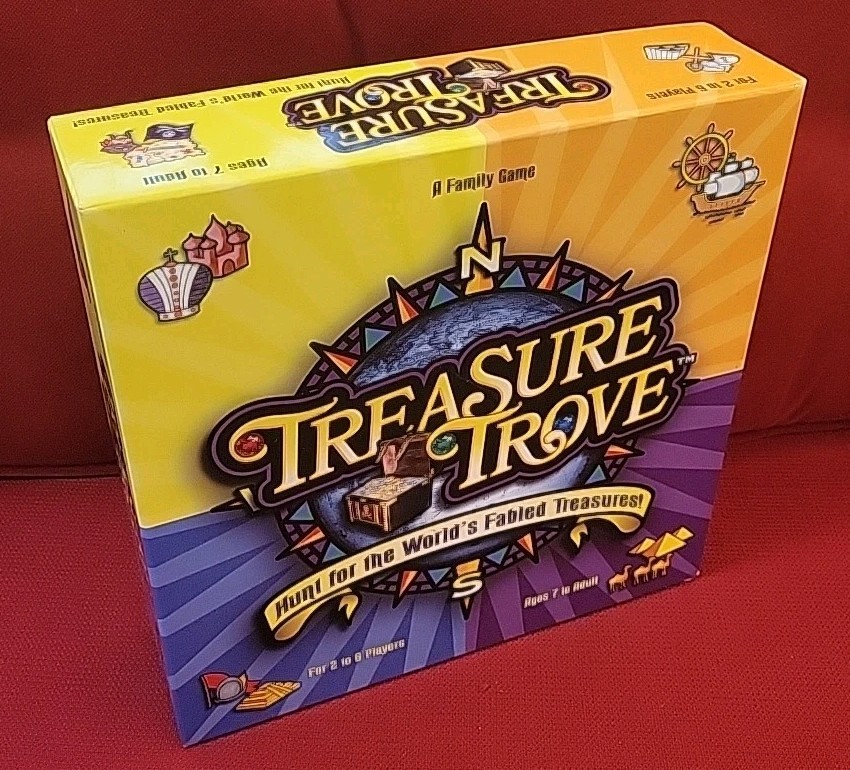 Hunt for the World's Fabled Treasures!
TREASURE
TROVE
For 2 to 6 Players
Ages 7 to Adult
A Family Game
N
TREASURE
TROVE™
Hunt for the World's Fabled Treasures!
S
Ages 7 to Adult
For 2 to 6 Players